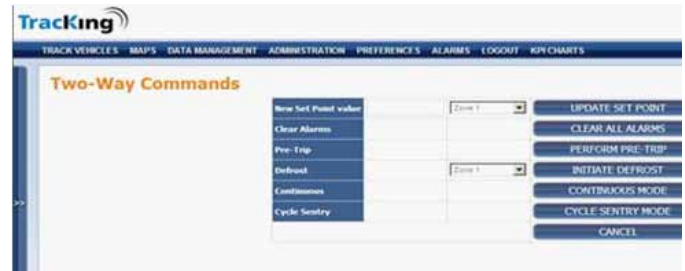 TracKing
TRACK VEHICLES MAPS DATA MANAGEMENT ADMINISTRATION PREFERENCES ALARMS LOGOUT KPI CHARTS
Two-Way Commands
New Set Point value Zone 1 UPDATE SET POINT
Clear Alarms CLEAR ALL ALARMS
Pre-Trip PERFORM PRE-TRIP
Defrost Zone 1 INITIATE DEFROST
Continuous CONTINUOUS MODE
Cycle Sentry CYCLE SENTRY MODE
CANCEL
>>